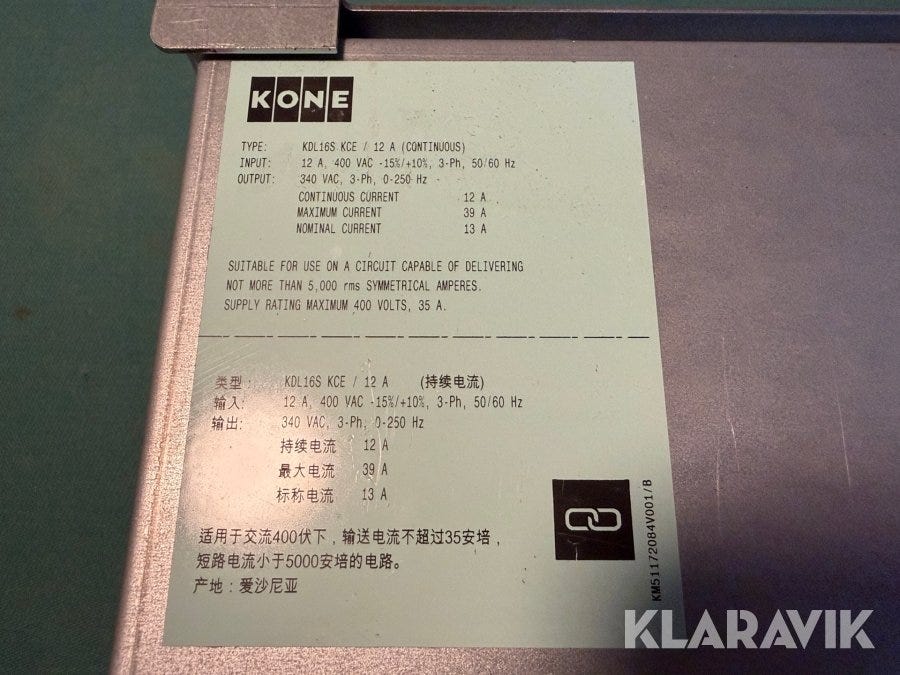 KONE
TYPE: KDL16S KCE / 12 A (CONTINUOUS)
INPUT: 12 A, 400 VAC -15%/+10%, 3-Ph, 50/60 Hz
OUTPUT: 340 VAC, 3-Ph, 0-250 Hz
CONTINUOUS CURRENT 12 A
MAXIMUM CURRENT 39 A
NOMINAL CURRENT 13 A
SUITABLE FOR USE ON A CIRCUIT CAPABLE OF DELIVERING
NOT MORE THAN 5,000 rms SYMMETRICAL AMPERES.
SUPPLY RATING MAXIMUM 400 VOLTS, 35 A.
类型: KDL16S KCE / 12 A (持续电流)
输入: 12 A, 400 VAC -15%/+10%, 3-Ph, 50/60 Hz
输出: 340 VAC, 3-Ph, 0-250 Hz
持续电流 12 A
最大电流 39 A
标称电流 13 A
适用于交流400伏下，输送电流不超过35安培，
短路电流小于5000安培的电路。
产地：爱沙尼亚
KM51172084V001/B
KLARAVIK